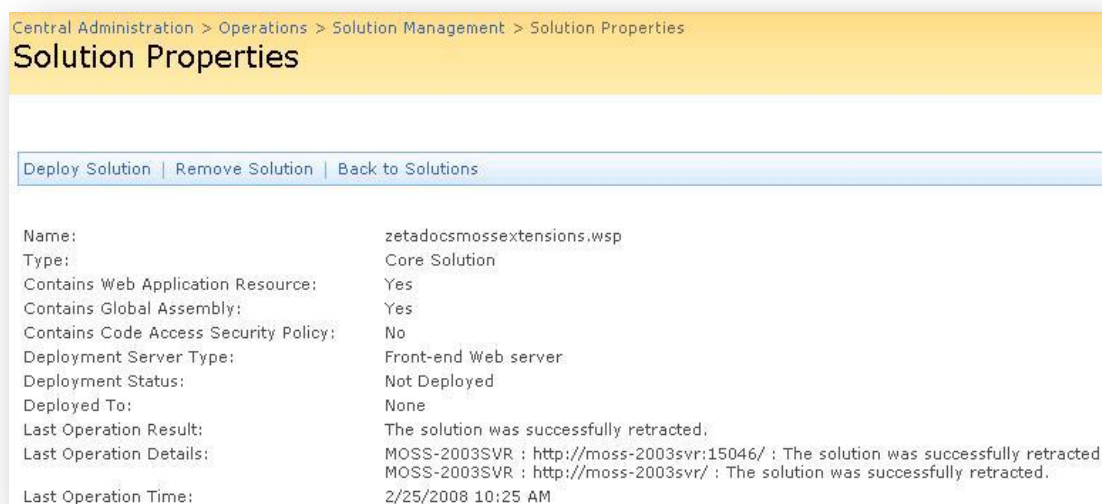 Central Administration > Operations > Solution Management > Solution Properties
Solution Properties
Deploy Solution | Remove Solution | Back to Solutions
Name: zetadocsmossextensions.wsp
Type: Core Solution
Contains Web Application Resource: Yes
Contains Global Assembly: Yes
Contains Code Access Security Policy: No
Deployment Server Type: Front-end Web server
Deployment Status: Not Deployed
Deployed To: None
Last Operation Result: The solution was successfully retracted.
Last Operation Details: MOSS-2003SVR : http://moss-2003svr:15046/ : The solution was successfully retracted
MOSS-2003SVR : http://moss-2003svr/ : The solution was successfully retracted.
Last Operation Time: 2/25/2008 10:25 AM